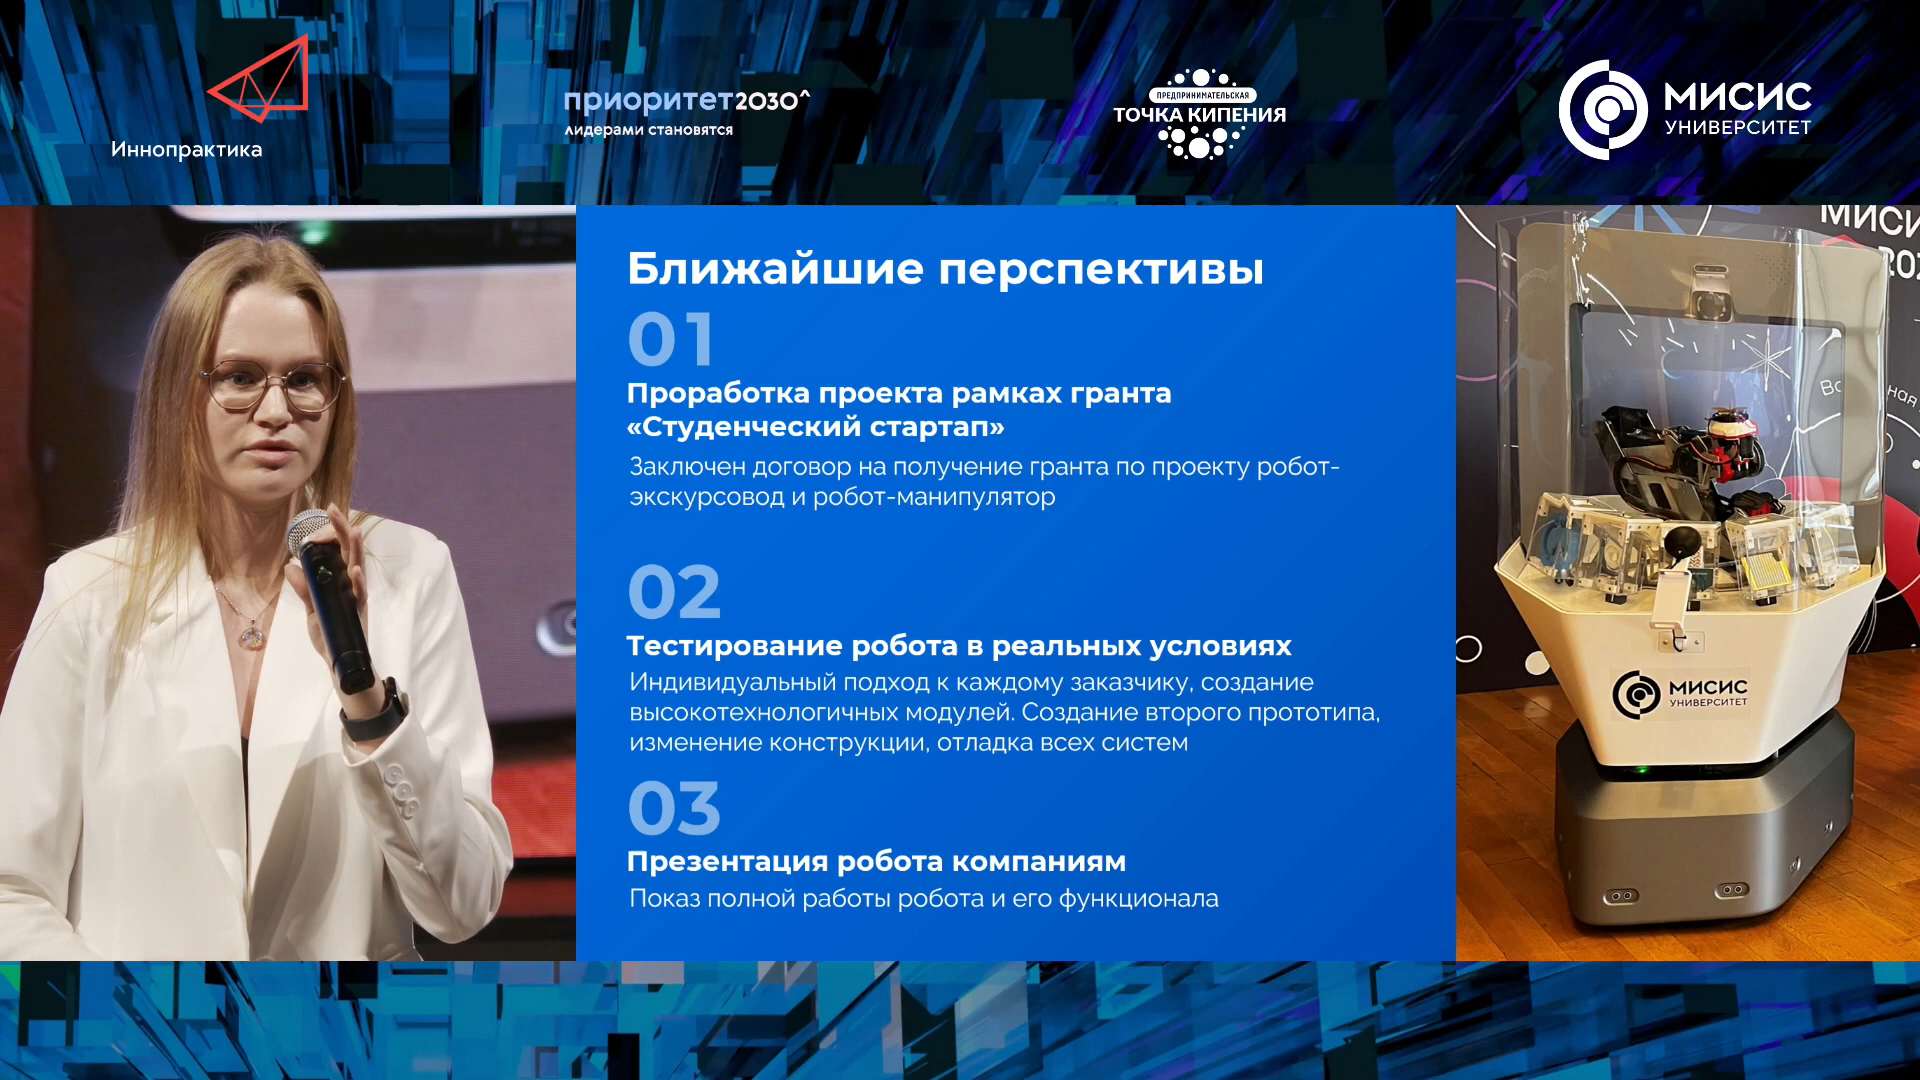 Иннопрактика
приоритет2030^
лидерами становятся
ПРЕДПРИНИМАТЕЛЬСКАЯ
ТОЧКА КИПЕНИЯ
МИСИС
УНИВЕРСИТЕТ
Ближайшие перспективы
01
Проработка проекта рамках гранта
«Студенческий стартап»
Заключен договор на получение гранта по проекту робот-
экскурсовод и робот-манипулятор
02
Тестирование робота в реальных условиях
Индивидуальный подход к каждому заказчику, создание
высокотехнологичных модулей. Создание второго прототипа,
изменение конструкции, отладка всех систем
03
Презентация робота компаниям
Показ полной работы робота и его функционала
МИСИС
УНИВЕРСИТЕТ